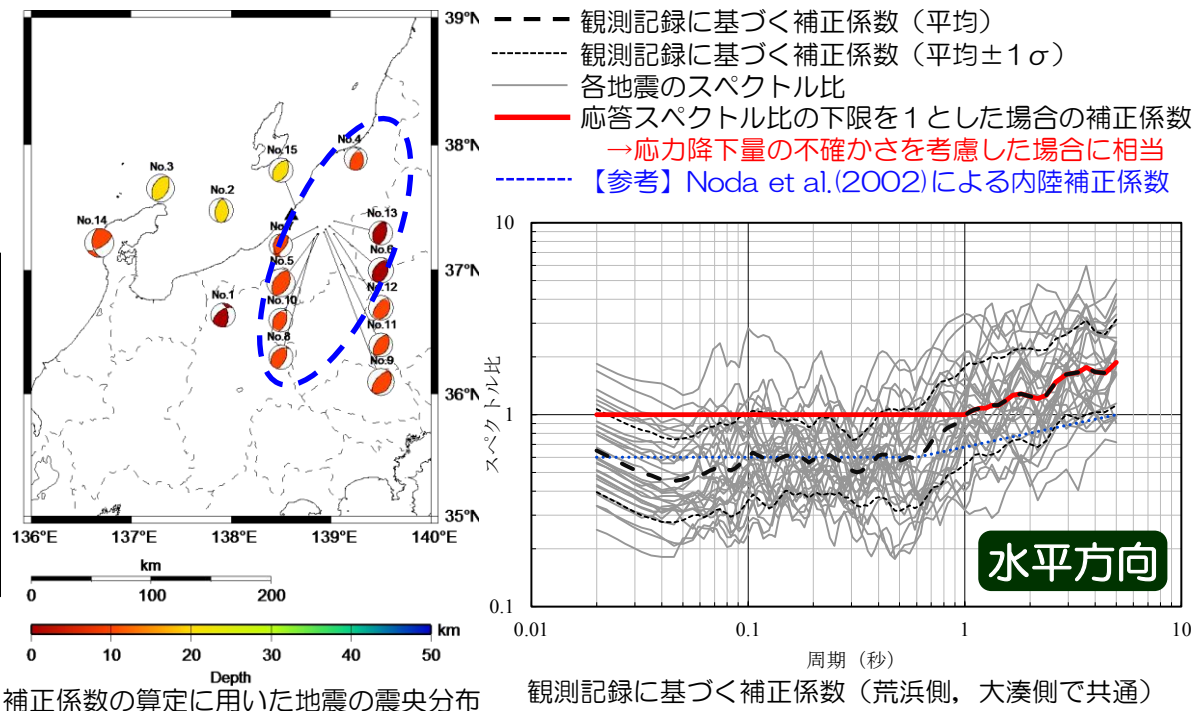 39°N
38°N
37°N
36°N
35°N
136°E
137°E
138°E
139°E
140°E
No.4
No.15
No.3
No.2
No.14
No.13
No.7
No.6
No.5
No.12
No.1
No.10
No.11
No.8
No.9
km
0
100
200
km
0
10
20
30
40
50
Depth
補正係数の算定に用いた地震の震央分布
観測記録に基づく補正係数（平均）
観測記録に基づく補正係数（平均±１σ）
各地震のスペクトル比
応答スペクトル比の下限を１とした場合の補正係数
→応力降下量の不確かさを考慮した場合に相当
【参考】Noda et al.(2002)による内陸補正係数
10
1
0.1
スペクトル比
水平方向
0.01
0.1
1
10
周期（秒）
観測記録に基づく補正係数（荒浜側，大湊側で共通）